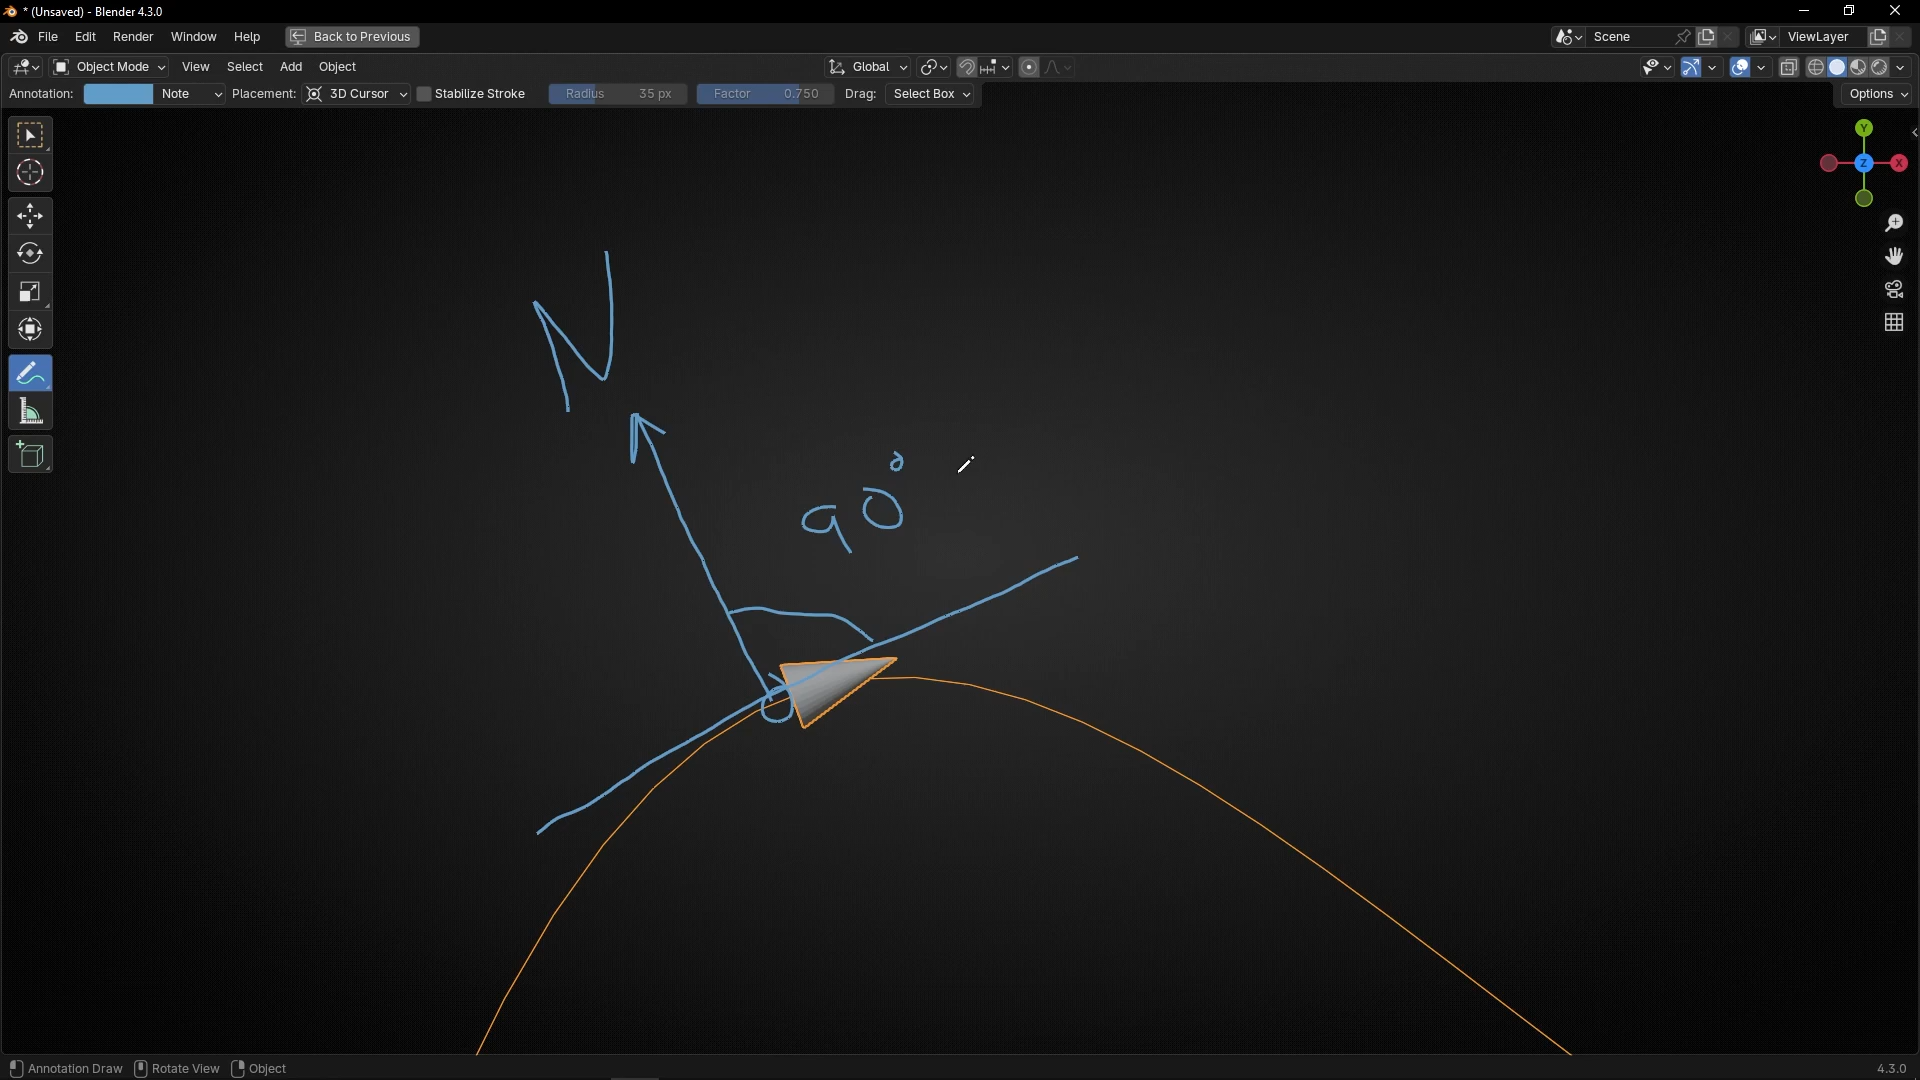 * (Unsaved) - Blender 4.3.0
File Edit Render Window Help Back to Previous Scene ViewLayer
Object Mode View Select Add Object Global
Annotation: Note Placement: 3D Cursor Stabilize Stroke Radius 35 px Factor 0.750 Drag: Select Box Options
Y
Z X
N
90°
Annotation Draw Rotate View Object 4.3.0